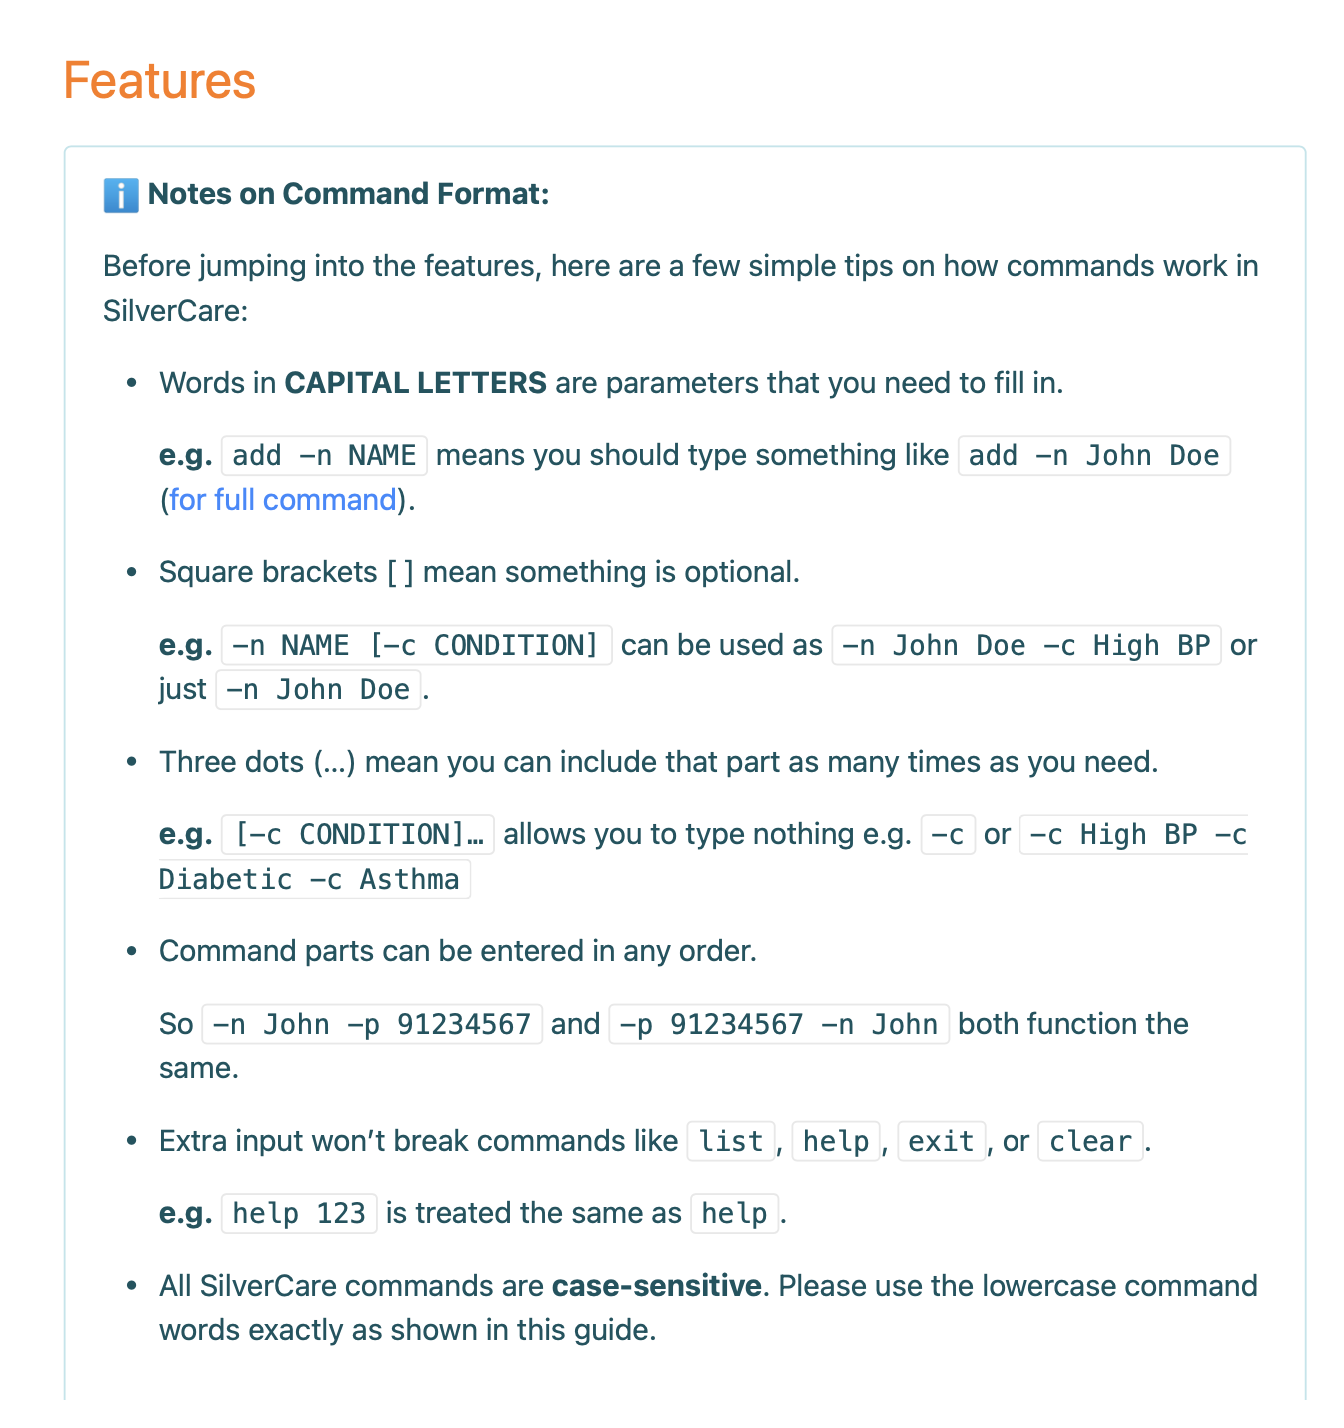 Features
ℹ️ Notes on Command Format:
Before jumping into the features, here are a few simple tips on how commands work in
SilverCare:
• Words in CAPITAL LETTERS are parameters that you need to fill in.
e.g. add -n NAME means you should type something like add -n John Doe
(for full command).
• Square brackets [ ] mean something is optional.
e.g. -n NAME [-c CONDITION] can be used as -n John Doe -c High BP or
just -n John Doe .
• Three dots (…) mean you can include that part as many times as you need.
e.g. [-c CONDITION]… allows you to type nothing e.g. -c or -c High BP -c
Diabetic -c Asthma
• Command parts can be entered in any order.
So -n John -p 91234567 and -p 91234567 -n John both function the
same.
• Extra input won’t break commands like list, help, exit, or clear.
e.g. help 123 is treated the same as help.
• All SilverCare commands are case-sensitive. Please use the lowercase command
words exactly as shown in this guide.